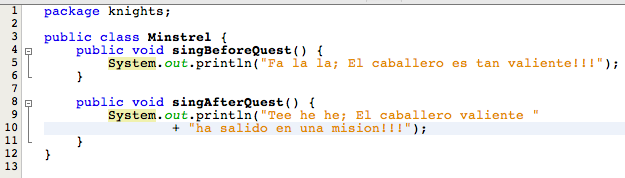 1 package knights;
2
3 public class Minstrel {
4     public void singBeforeQuest() {
5         System.out.println("Fa la la; El caballero es tan valiente!!!");
6     }
7
8     public void singAfterQuest() {
9         System.out.println("Tee he he; El caballero valiente "
10                 + "ha salido en una mision!!!");
11     }
12 }
13